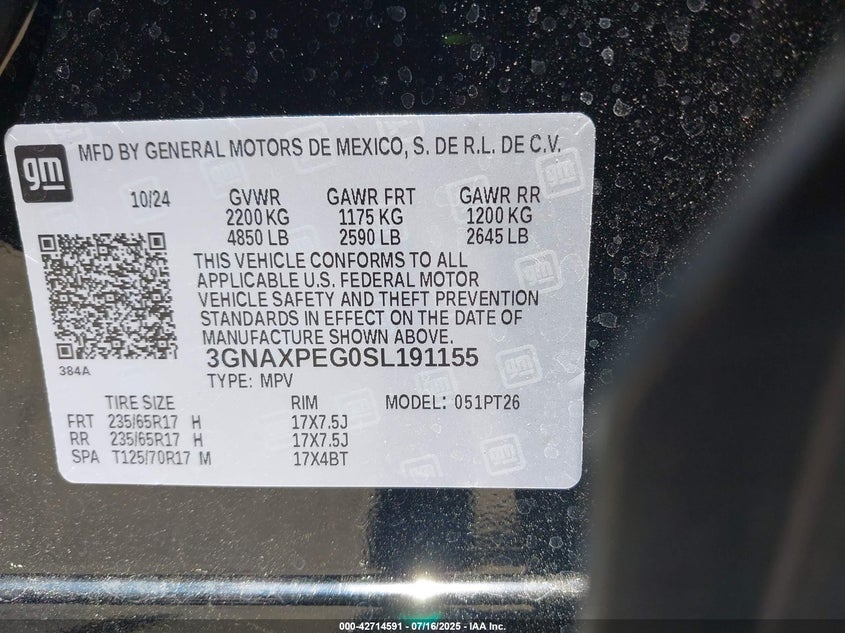 gm
MFD BY GENERAL MOTORS DE MEXICO, S. DE R.L. DE C.V.
10/24 GVWR GAWR FRT GAWR RR
2200 KG 1175 KG 1200 KG
4850 LB 2590 LB 2645 LB
THIS VEHICLE CONFORMS TO ALL
APPLICABLE U.S. FEDERAL MOTOR
VEHICLE SAFETY AND THEFT PREVENTION
STANDARDS IN EFFECT ON THE DATE OF
MANUFACTURE SHOWN ABOVE.
3GNAXPEG0SL191155
384A
TYPE: MPV
TIRE SIZE RIM MODEL: 051PT26
FRT 235/65R17 H 17X7.5J
RR 235/65R17 H 17X7.5J
SPA T125/70R17 M 17X4BT
000-42714591 - 07/16/2025 - IAA Inc.